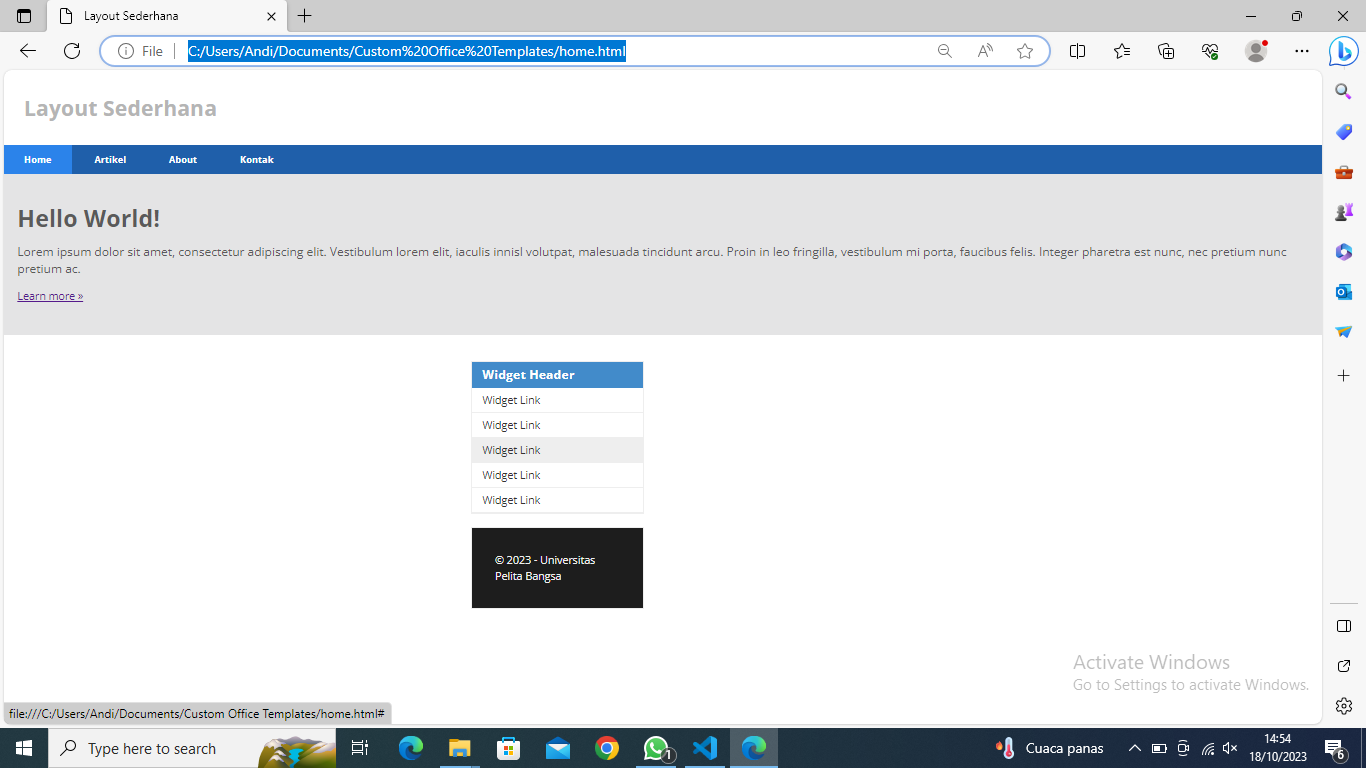 Layout Sederhana
File
C:/Users/Andi/Documents/Custom%20Office%20Templates/home.html
Layout Sederhana
Home Artikel About Kontak
Hello World!
Lorem ipsum dolor sit amet, consectetur adipiscing elit. Vestibulum lorem elit, iaculis innisl volutpat, malesuada tincidunt arcu. Proin in leo fringilla, vestibulum mi porta, faucibus felis. Integer pharetra est nunc, nec pretium nunc
pretium ac.
Learn more »
Widget Header
Widget Link
Widget Link
Widget Link
Widget Link
Widget Link
© 2023 - Universitas
Pelita Bangsa
Activate Windows
Go to Settings to activate Windows.
file:///C:/Users/Andi/Documents/Custom Office Templates/home.html#
Type here to search
1
Cuaca panas
14:54
18/10/2023
6